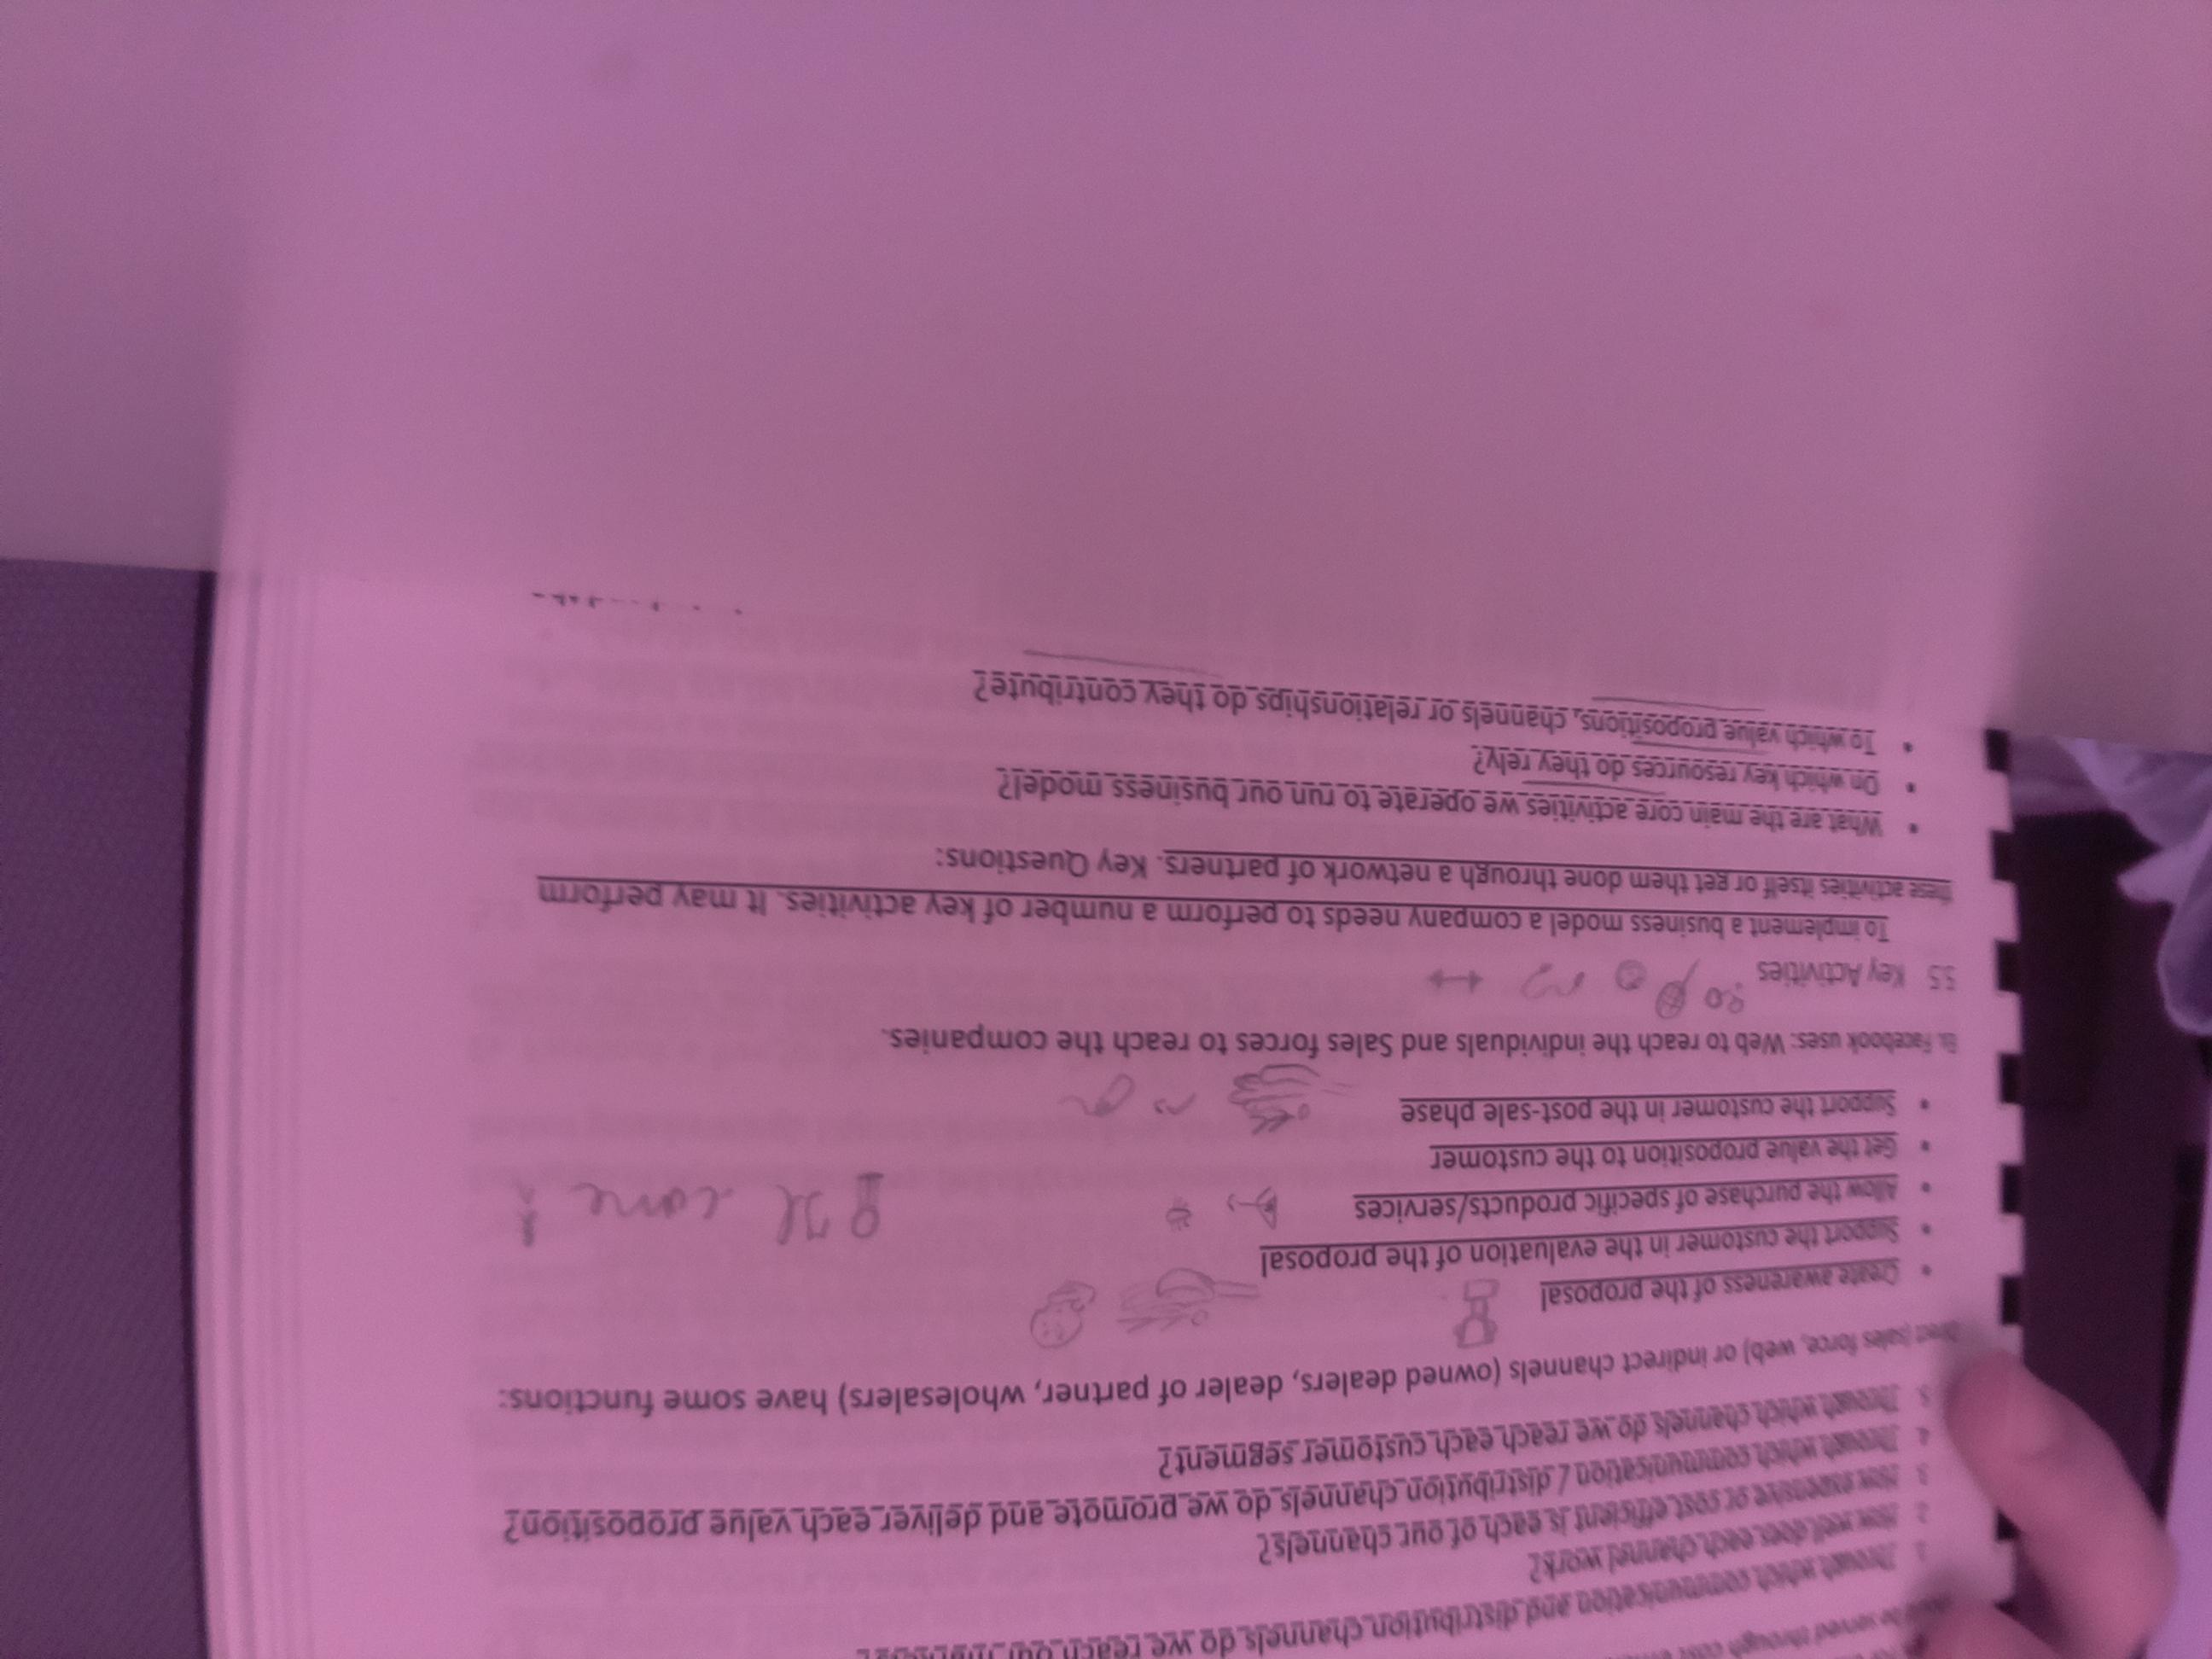 should be served through
Through which communication and distribution channels do we reach our
2. How well does each channel work?
3. How expensive or cost efficient is each of our channels?
4. Through which communication / distribution channels do we promote and deliver each value proposition?
5. Through which channels do we reach each customer segment?
Direct (sales force, web) or indirect channels (owned dealers, dealer of partner, wholesalers) have some functions:
• Create awareness of the proposal
• Support the customer in the evaluation of the proposal
• Allow the purchase of specific products/services
come
• Get the value proposition to the customer
• Support the customer in the post-sale phase
Es. Facebook uses: Web to reach the individuals and Sales forces to reach the companies.
3.5 Key Activities
To implement a business model a company needs to perform a number of key activities. It may perform
these activities itself or get them done through a network of partners. Key Questions:
• What are the main core activities we operate to run our business model?
• On which key resources do they rely?
• To which value propositions, channels or relationships do they contribute?